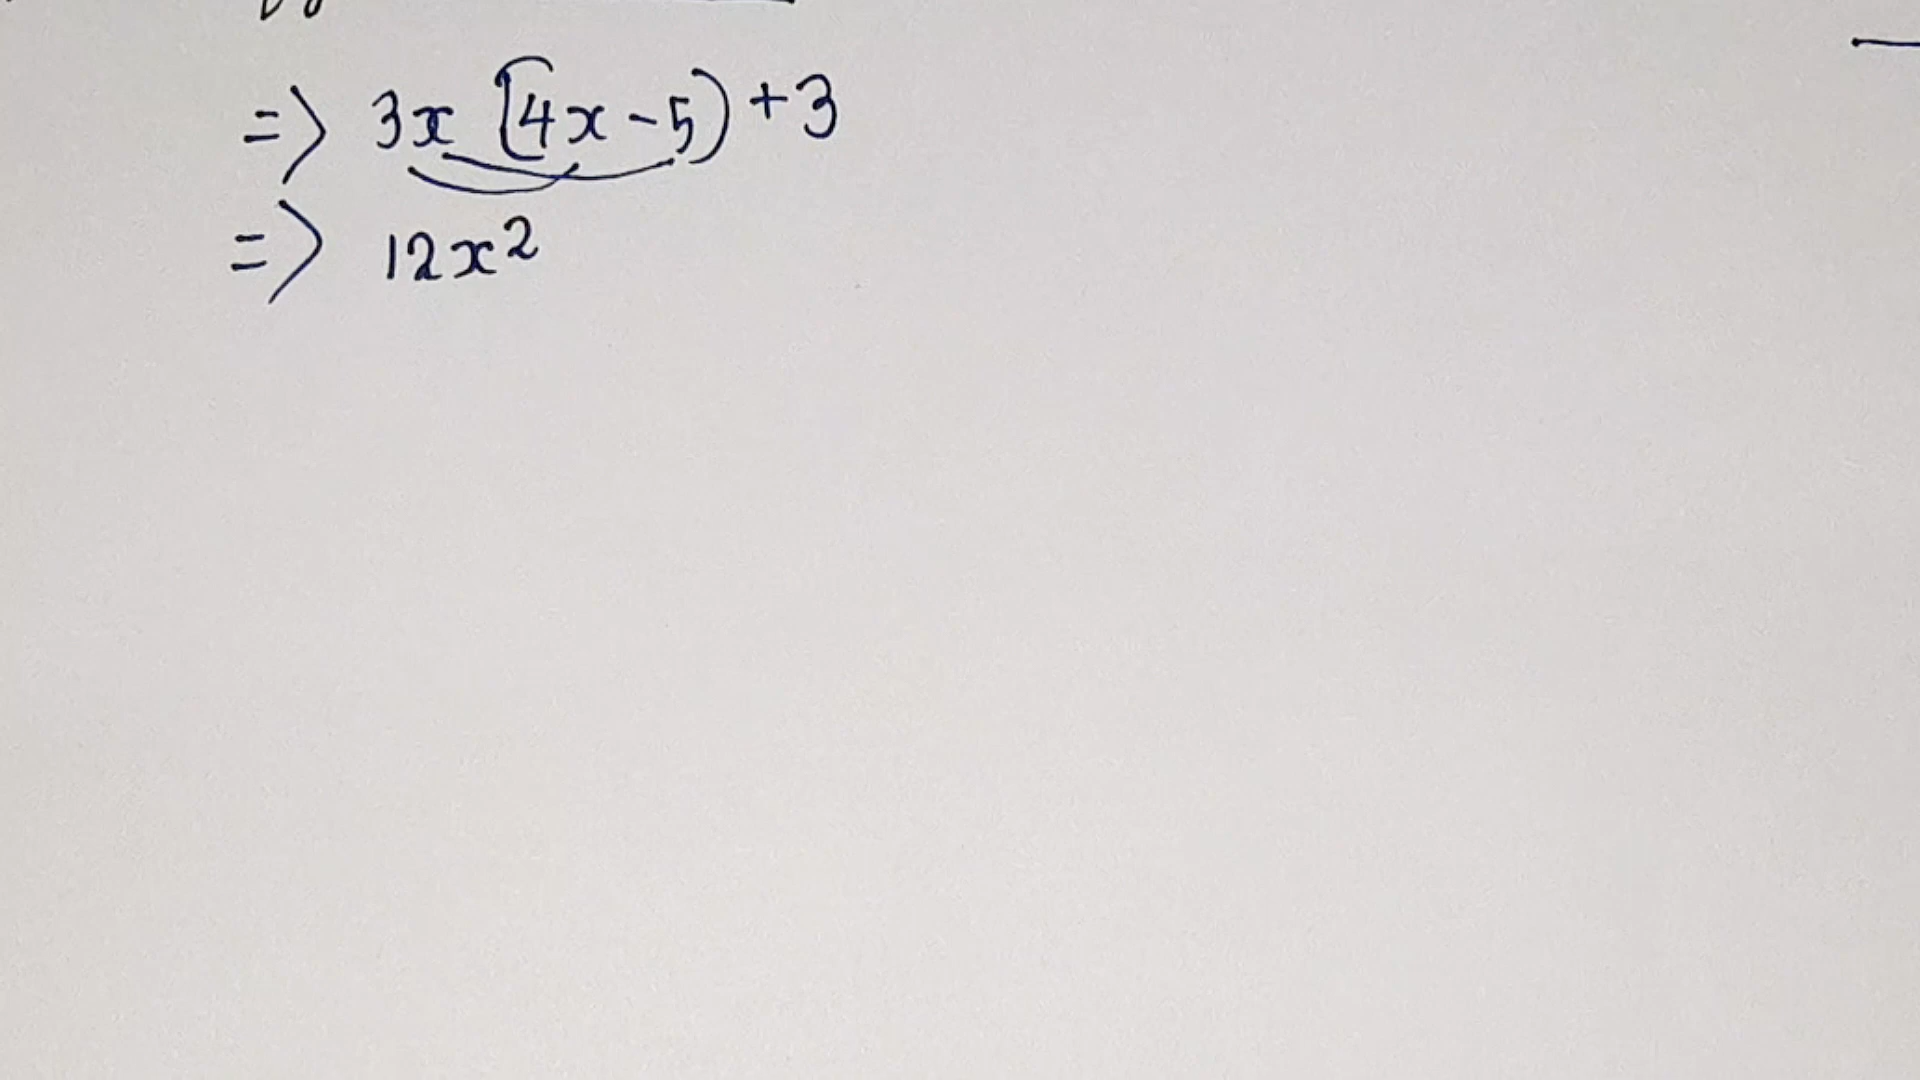 => 3x (4x-5) +3
=> 12x²